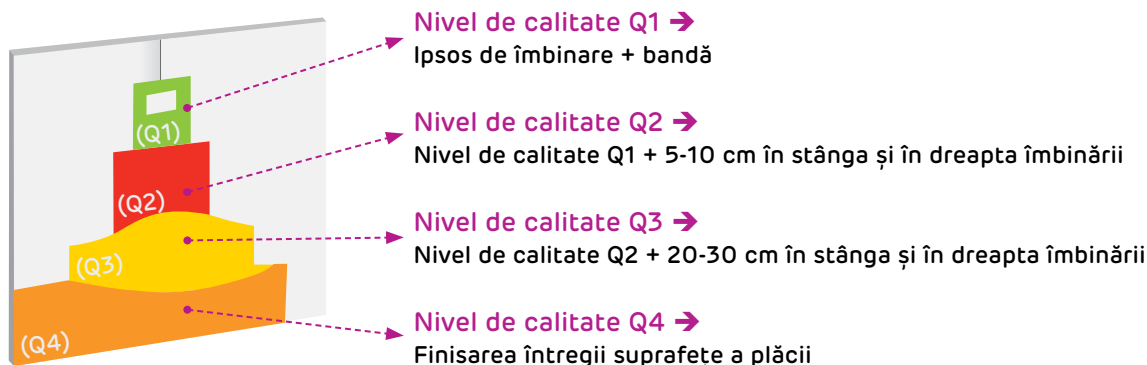 Nivel de calitate Q1 →
Ipsos de îmbinare + bandă
(Q1)
Nivel de calitate Q2 →
Nivel de calitate Q1 + 5-10 cm în stânga și în dreapta îmbinării
(Q2)
Nivel de calitate Q3 →
Nivel de calitate Q2 + 20-30 cm în stânga și în dreapta îmbinării
(Q3)
Nivel de calitate Q4 →
Finisarea întregii suprafețe a plăcii
(Q4)